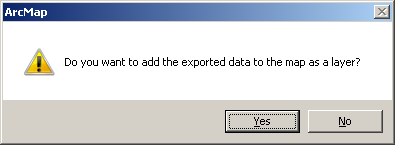 ArcMap
Do you want to add the exported data to the map as a layer?
Yes
No